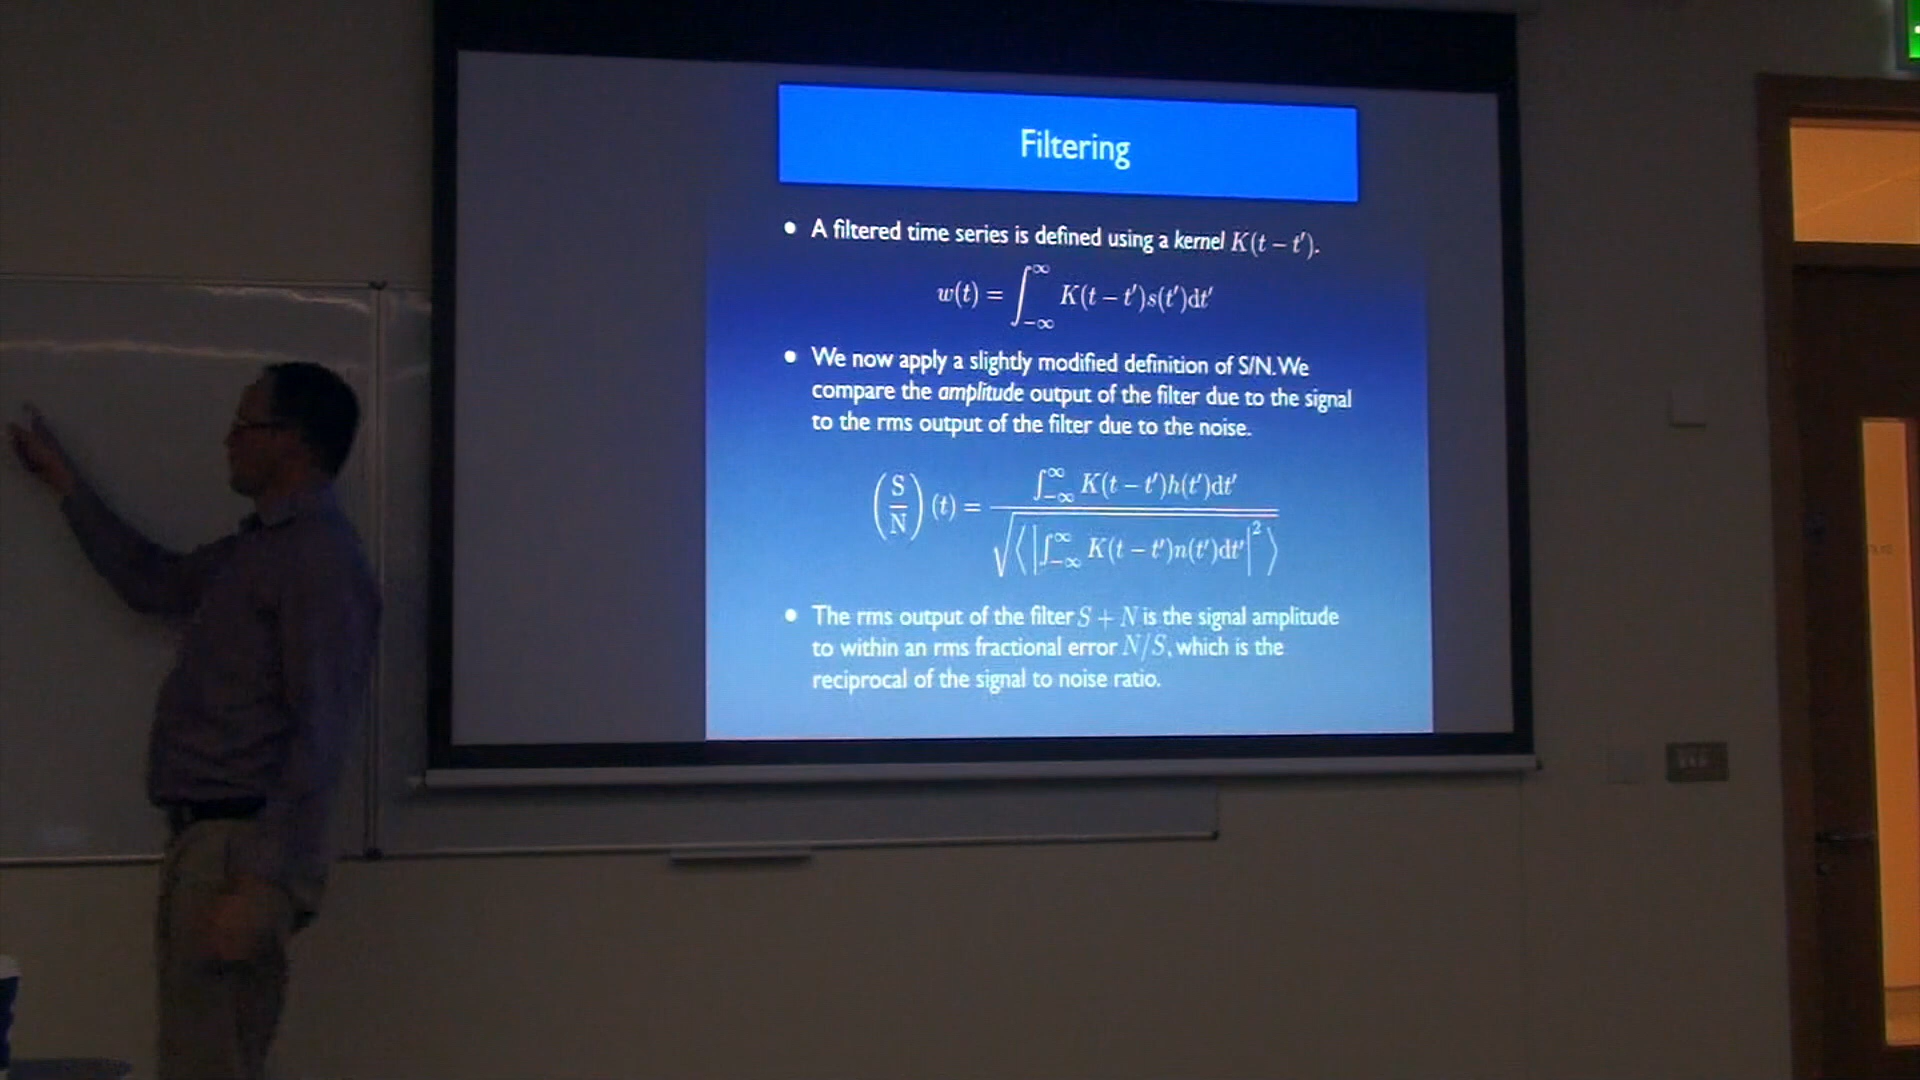 Filtering
• A filtered time series is defined using a kernel K(t − t′).
w(t) = ∫_{−∞}^{∞} K(t − t′)s(t′)dt′
• We now apply a slightly modified definition of S/N. We
compare the amplitude output of the filter due to the signal
to the rms output of the filter due to the noise.
(S/N)(t) = ∫_{−∞}^{∞} K(t − t′)h(t′)dt′ / √⟨|∫_{−∞}^{∞} K(t − t′)n(t′)dt′|²⟩
• The rms output of the filter S + N is the signal amplitude
to within an rms fractional error N/S, which is the
reciprocal of the signal to noise ratio.